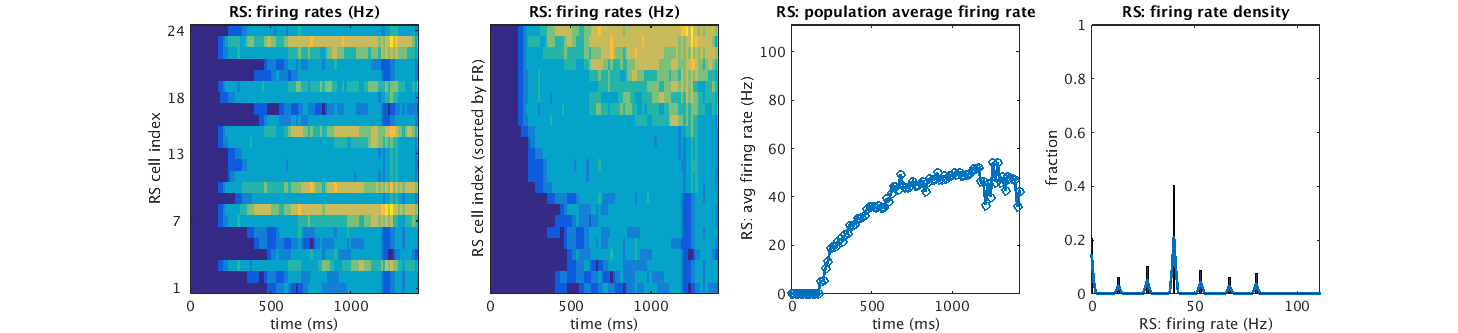 RS: firing rates (Hz)
RS cell index
24
18
13
7
1
0
500
1000
time (ms)
RS: firing rates (Hz)
RS cell index (sorted by FR)
0
500
1000
time (ms)
RS: population average firing rate
RS: avg firing rate (Hz)
100
80
60
40
20
0
0
500
1000
time (ms)
RS: firing rate density
fraction
1
0.8
0.6
0.4
0.2
0
0
50
100
RS: firing rate (Hz)